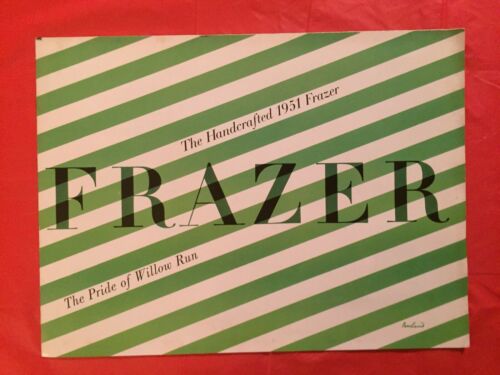 The Handcrafted 1951 Frazer
FRAZER
The Pride of Willow Run